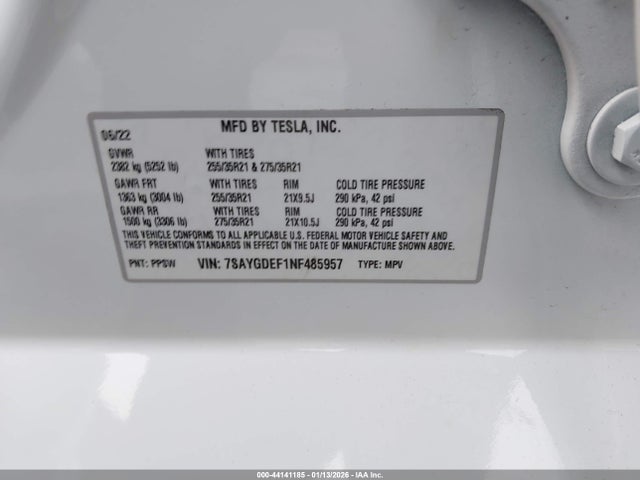 06/22 MFD BY TESLA, INC.
GVWR WITH TIRES
2382 kg (5252 lb) 255/35R21 & 275/35R21
GAWR FRT WITH TIRES RIM COLD TIRE PRESSURE
1363 kg (3004 lb) 255/35R21 21X9.5J 290 kPa, 42 psi
GAWR RR WITH TIRES RIM COLD TIRE PRESSURE
1500 kg (3306 lb) 275/35R21 21X10.5J 290 kPa, 42 psi
THIS VEHICLE CONFORMS TO ALL APPLICABLE U.S. FEDERAL MOTOR VEHICLE SAFETY AND
THEFT PREVENTION STANDARDS IN EFFECT ON THE DATE OF MANUFACTURE SHOWN ABOVE.
PNT: PPSW VIN: 7SAYGDEF1NF485957 TYPE: MPV
000-44141185 - 01/13/2026 - IAA Inc.